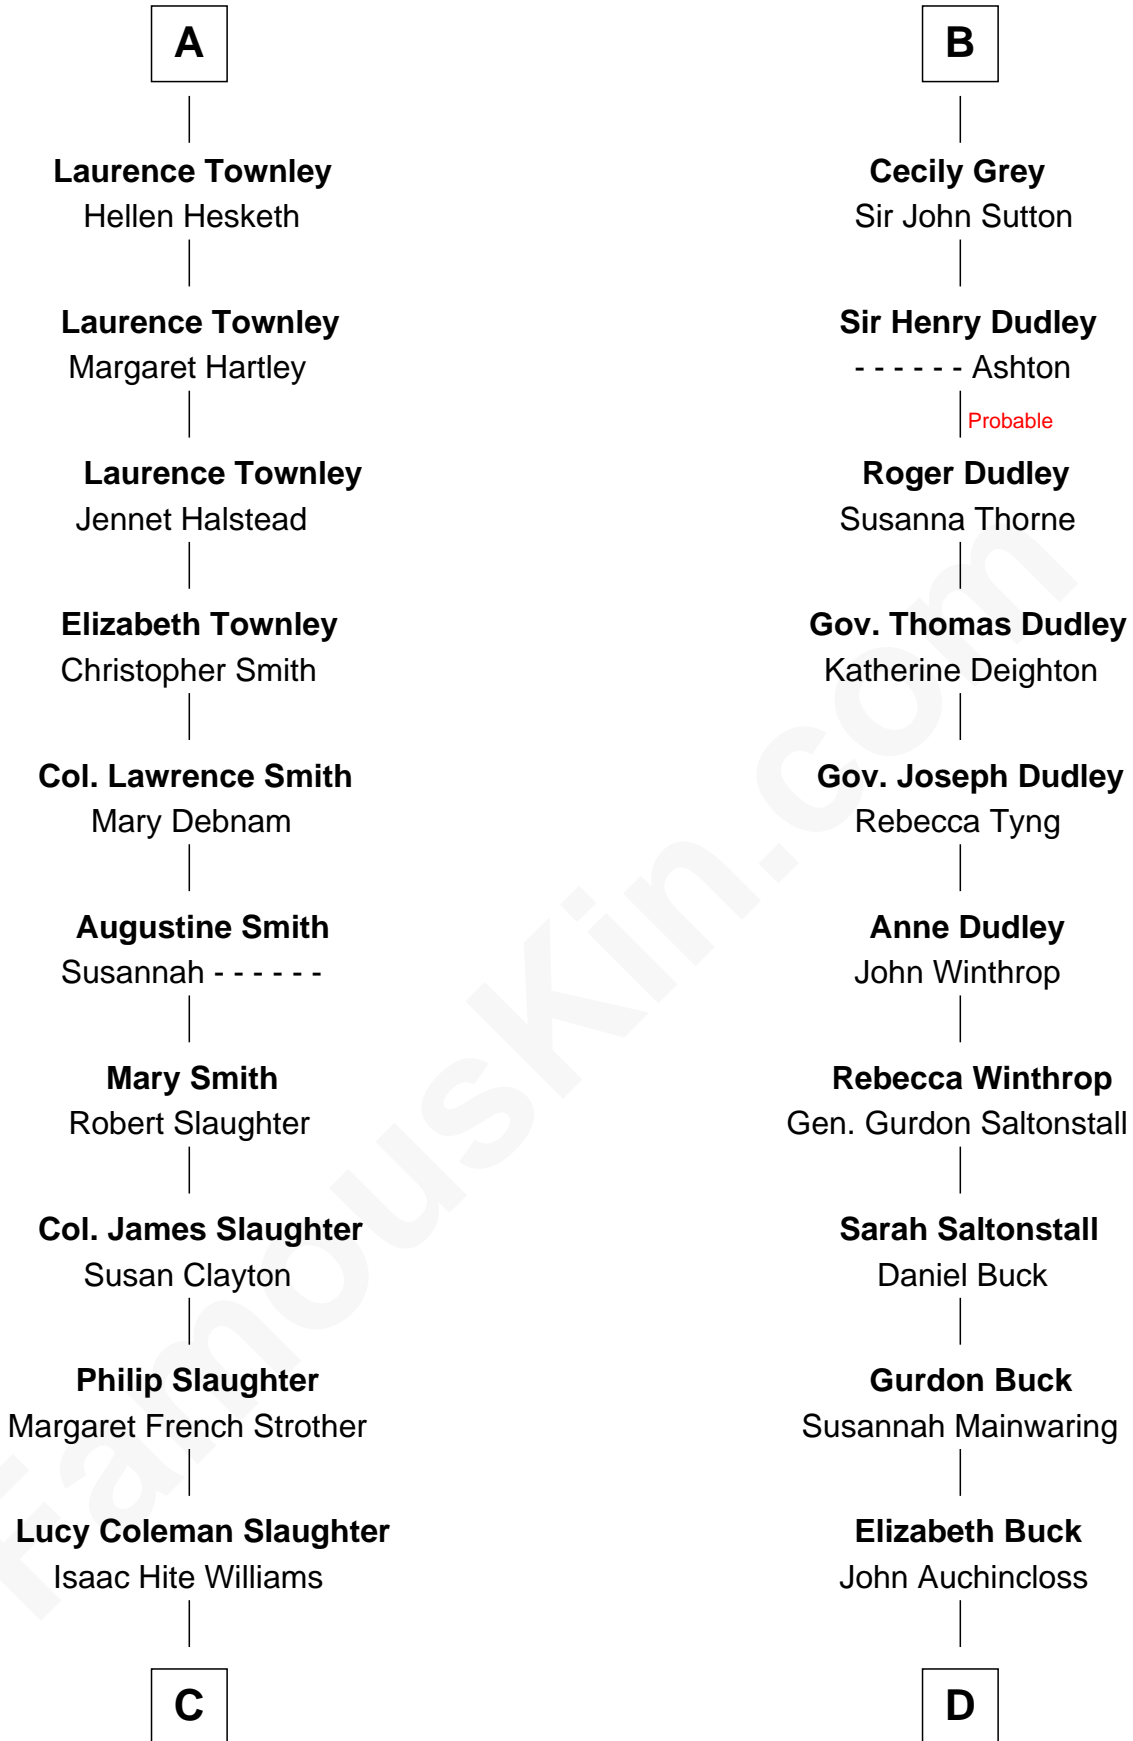 A
Laurence Townley
Hellen Hesketh
Laurence Townley
Margaret Hartley
Laurence Townley
Jennet Halstead
Elizabeth Townley
Christopher Smith
Col. Lawrence Smith
Mary Debnam
Augustine Smith
Susannah - - - - - -
Mary Smith
Robert Slaughter
Col. James Slaughter
Susan Clayton
Philip Slaughter
Margaret French Strother
Lucy Coleman Slaughter
Isaac Hite Williams
C
B
Cecily Grey
Sir John Sutton
Sir Henry Dudley
- - - - - - Ashton
Probable
Roger Dudley
Susanna Thorne
Gov. Thomas Dudley
Katherine Deighton
Gov. Joseph Dudley
Rebecca Tyng
Anne Dudley
John Winthrop
Rebecca Winthrop
Gen. Gurdon Saltonstall
Sarah Saltonstall
Daniel Buck
Gurdon Buck
Susannah Mainwaring
Elizabeth Buck
John Auchincloss
D
FamousKin.com